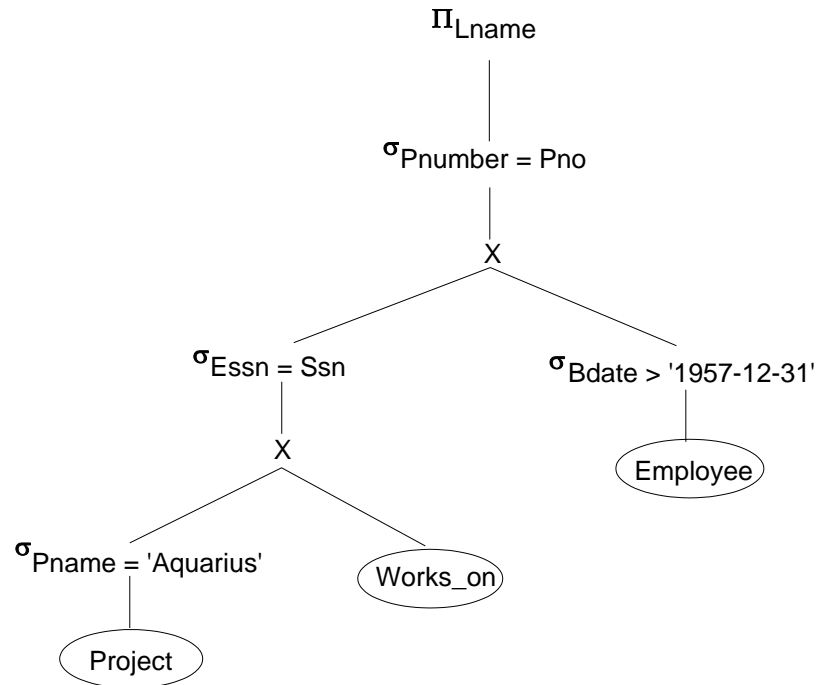 Π Lname
σ Pnumber = Pno
X
σ Essn = Ssn
σ Bdate > '1957-12-31'
X
Employee
σ Pname = 'Aquarius'
Works_on
Project